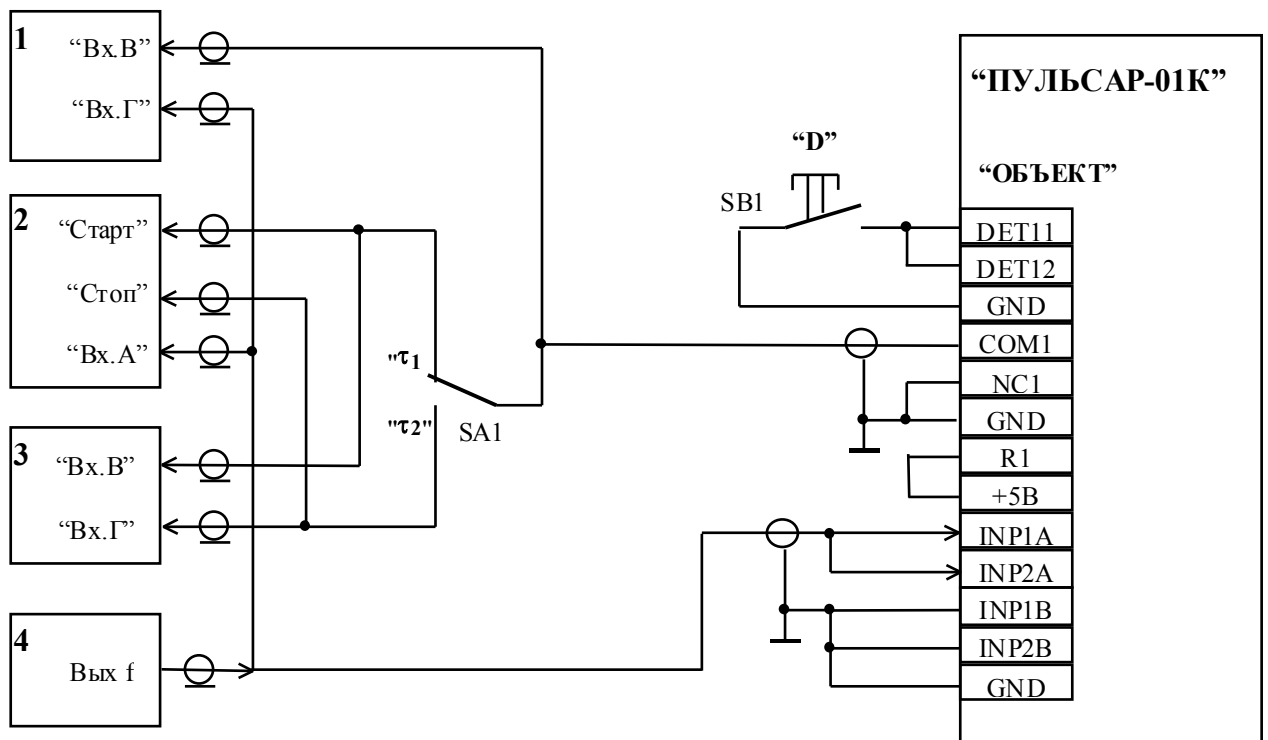 1
“Вх.В”
“Вх.Г”
2
“Старт”
“Стоп”
“Вх.А”
3
“Вх.В”
“Вх.Г”
4
Вых f
"τ1
"τ2"
SA1
“D”
SB1
“ПУЛЬСАР-01К”
“ОБЪЕКТ”
DET11
DET12
GND
COM1
NC1
GND
R1
+5В
INP1A
INP2A
INP1B
INP2B
GND